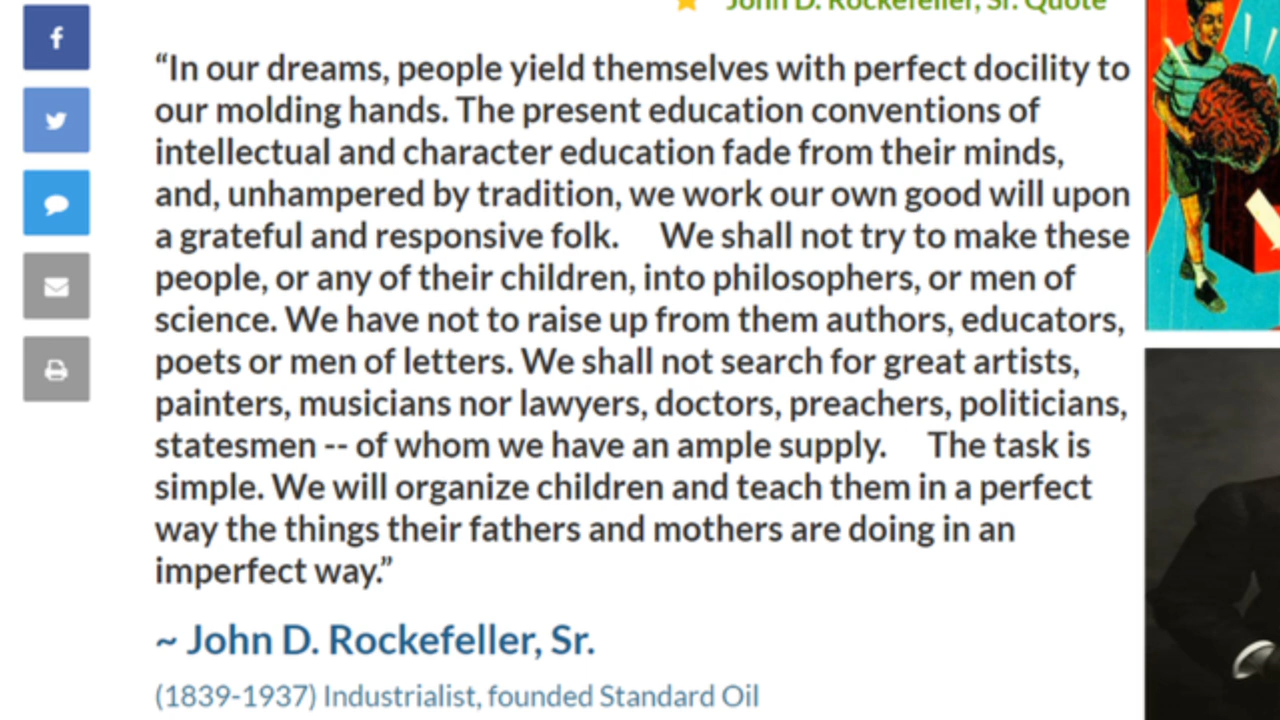 John D. Rockefeller, Sr. Quote
“In our dreams, people yield themselves with perfect docility to
our molding hands. The present education conventions of
intellectual and character education fade from their minds,
and, unhampered by tradition, we work our own good will upon
a grateful and responsive folk. We shall not try to make these
people, or any of their children, into philosophers, or men of
science. We have not to raise up from them authors, educators,
poets or men of letters. We shall not search for great artists,
painters, musicians nor lawyers, doctors, preachers, politicians,
statesmen -- of whom we have an ample supply. The task is
simple. We will organize children and teach them in a perfect
way the things their fathers and mothers are doing in an
imperfect way.”
~ John D. Rockefeller, Sr.
(1839-1937) Industrialist, founded Standard Oil